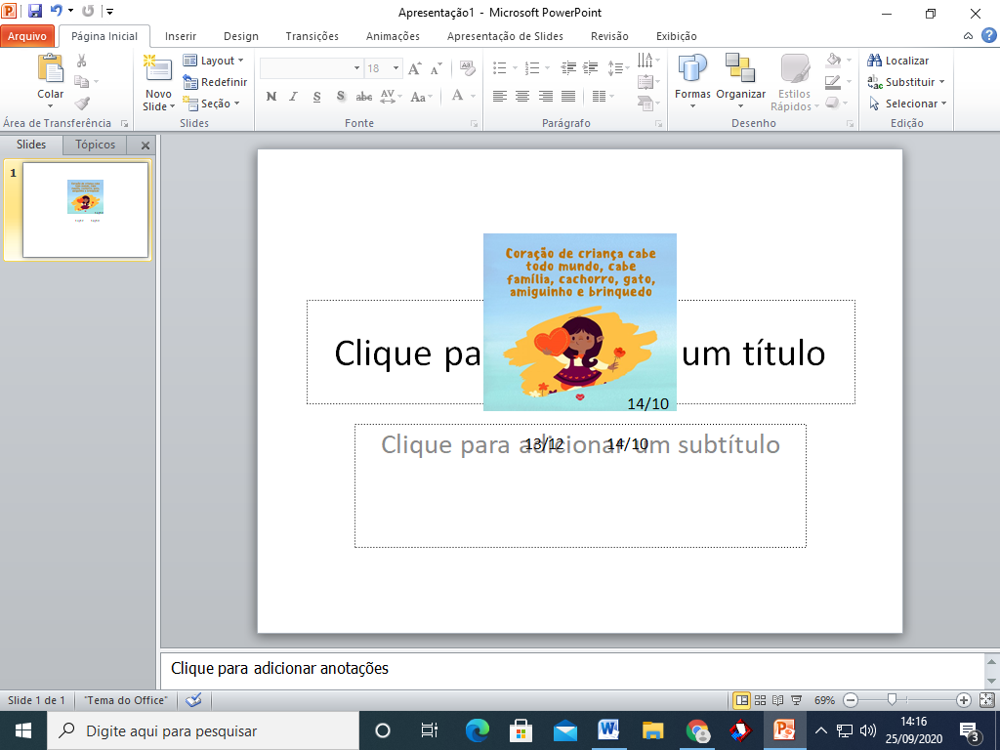 Apresentação1 - Microsoft PowerPoint
Arquivo Página Inicial Inserir Design Transições Animações Apresentação de Slides Revisão Exibição
Colar
Área de Transferência
Novo Slide
Layout
Redefinir
Seção
Slides
18
N I S S abc AV Aa A
Fonte
Parágrafo
Formas Organizar Estilos Rápidos
Desenho
Localizar
Substituir
Selecionar
Edição
Slides Tópicos
1
Coração de criança cabe
todo mundo, cabe
família, cachorro, gato,
amiguinho e brinquedo
Clique pa um título
14/10
Clique para adicionar um subtítulo
13/12 14/10
Clique para adicionar anotações
Slide 1 de 1 "Tema do Office" 69%
Digite aqui para pesquisar
14:16
25/09/2020
3